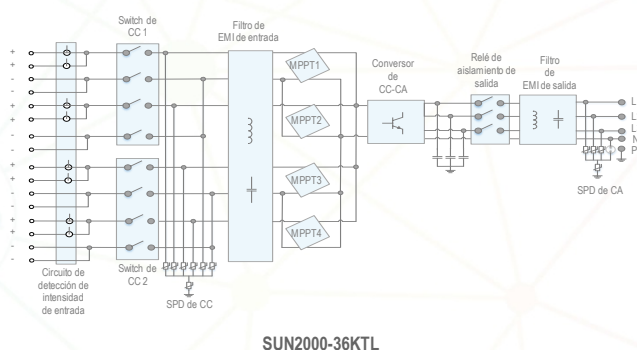 Switch de
CC 1
Filtro de
EMI de entrada
Conversor
de
CC-CA
Relé de
aislamiento de
salida
Filtro
de
EMI de salida
+
+
-
-
+
+
-
-
+
+
-
-
+
+
-
-
MPPT1
MPPT2
MPPT3
MPPT4
L
L
L
N
P
SPD de CA
Circuito de
detección de
intensidad
de entrada
Switch de
CC 2
SPD de CC
SUN2000-36KTL